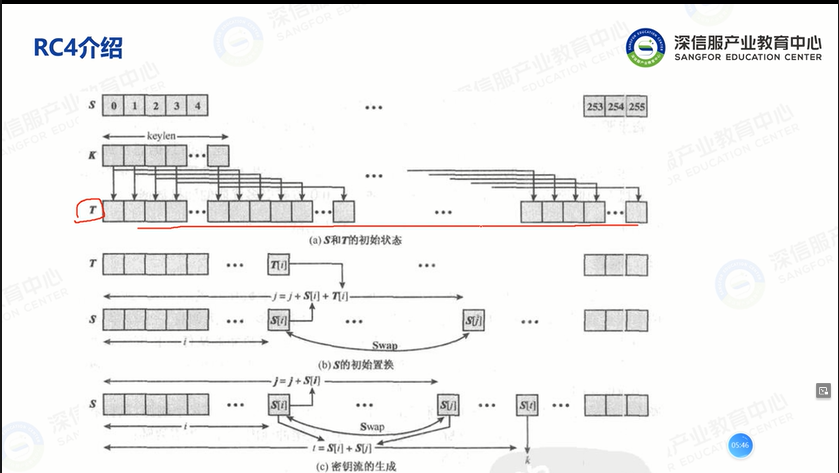 RC4介绍
深信服产业教育中心
SANGFOR EDUCATION CENTER
S 0 1 2 3 4 ... 253 254 255
keylen
K ... ...
T ... ... ...
(a) S和T的初始状态
T ... T[i] ...
j = j + S[i] + T[i]
S ... S[i] ... S[j] ...
i Swap
(b) S的初始置换
j = j + S[i]
S ... S[i] ... S[j] ... S[t] ...
i Swap
t = S[i] + S[j]
k
(c) 密钥流的生成
05:46